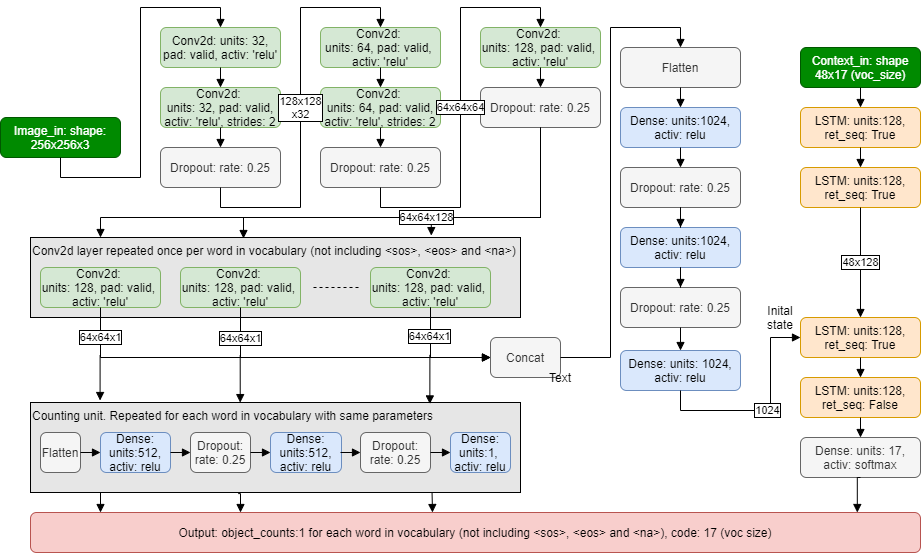 Image_in: shape:
256x256x3
Conv2d: units: 32,
pad: valid, activ: 'relu'
Conv2d:
units: 32, pad: valid,
activ: 'relu', strides: 2
Dropout: rate: 0.25
128x128
x32
Conv2d:
units: 64, pad: valid,
activ: 'relu'
Conv2d:
units: 64, pad: valid,
activ: 'relu', strides: 2
Dropout: rate: 0.25
64x64x64
Conv2d:
units: 128, pad: valid,
activ: 'relu'
Dropout: rate: 0.25
64x64x128
Conv2d layer repeated once per word in vocabulary (not including <sos>, <eos> and <na>)
Conv2d:
units: 128, pad: valid,
activ: 'relu'
Conv2d:
units: 128, pad: valid,
activ: 'relu'
--------
Conv2d:
units: 128, pad: valid,
activ: 'relu'
64x64x1
64x64x1
64x64x1
Concat
Text
Counting unit. Repeated for each word in vocabulary with same parameters
Flatten
Dense:
units:512,
activ: relu
Dropout:
rate: 0.25
Dense:
units:512,
activ: relu
Dropout:
rate: 0.25
Dense:
units:1,
activ: relu
Flatten
Dense: units:1024,
activ: relu
Dropout: rate: 0.25
Dense: units:1024,
activ: relu
Dropout: rate: 0.25
Dense: units: 1024,
activ: relu
1024
Inital
state
Context_in: shape
48x17 (voc_size)
LSTM: units:128,
ret_seq: True
LSTM: units:128,
ret_seq: True
48x128
LSTM: units:128,
ret_seq: True
LSTM: units:128,
ret_seq: False
Dense: units: 17,
activ: softmax
Output: object_counts:1 for each word in vocabulary (not including <sos>, <eos> and <na>), code: 17 (voc size)